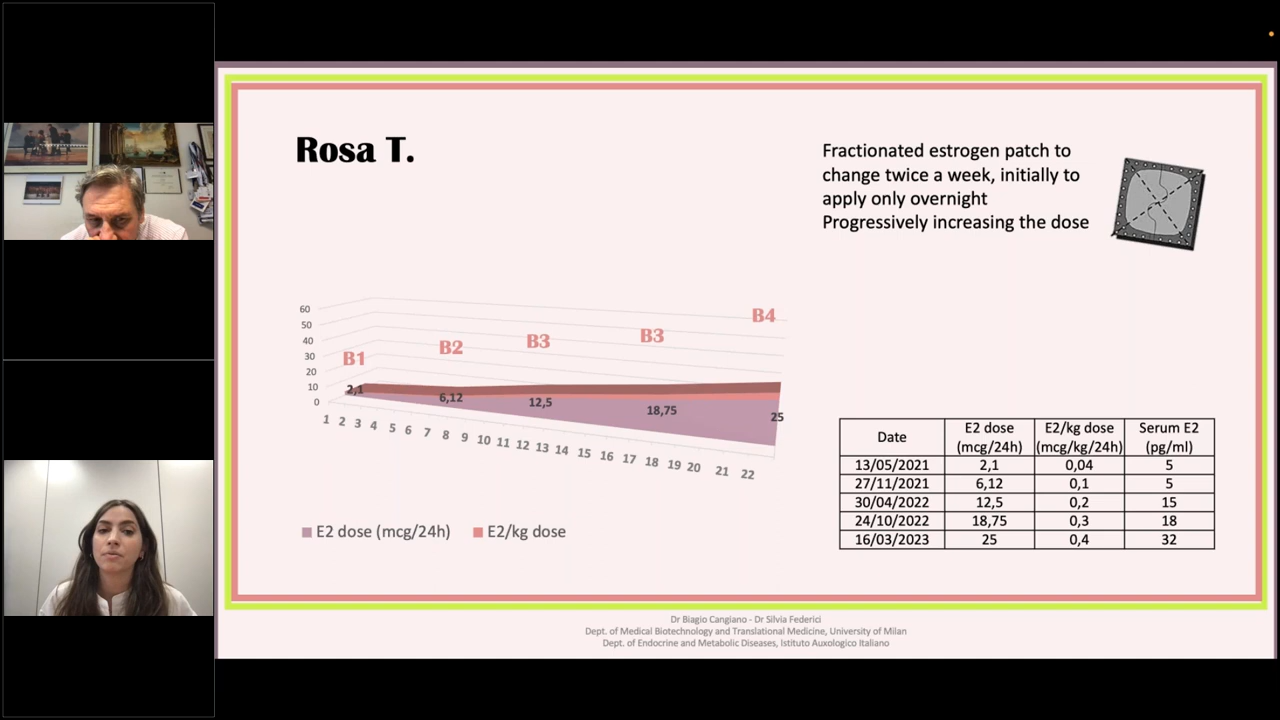 Rosa T.
Fractionated estrogen patch to
change twice a week, initially to
apply only overnight
Progressively increasing the dose
60
50
40
30
20
10
0
B1
B2
B3
B3
B4
2,1
6,12
12,5
18,75
25
1 2 3 4 5 6 7 8 9 10 11 12 13 14 15 16 17 18 19 20 21 22
E2 dose (mcg/24h) E2/kg dose
Date E2 dose (mcg/24h) E2/kg dose (mcg/kg/24h) Serum E2 (pg/ml)
13/05/2021 2,1 0,04 5
27/11/2021 6,12 0,1 5
30/04/2022 12,5 0,2 15
24/10/2022 18,75 0,3 18
16/03/2023 25 0,4 32
Dr Biagio Cangiano - Dr Silvia Federici
Dept. of Medical Biotechnology and Translational Medicine, University of Milan
Dept. of Endocrine and Metabolic Diseases, Istituto Auxologico Italiano